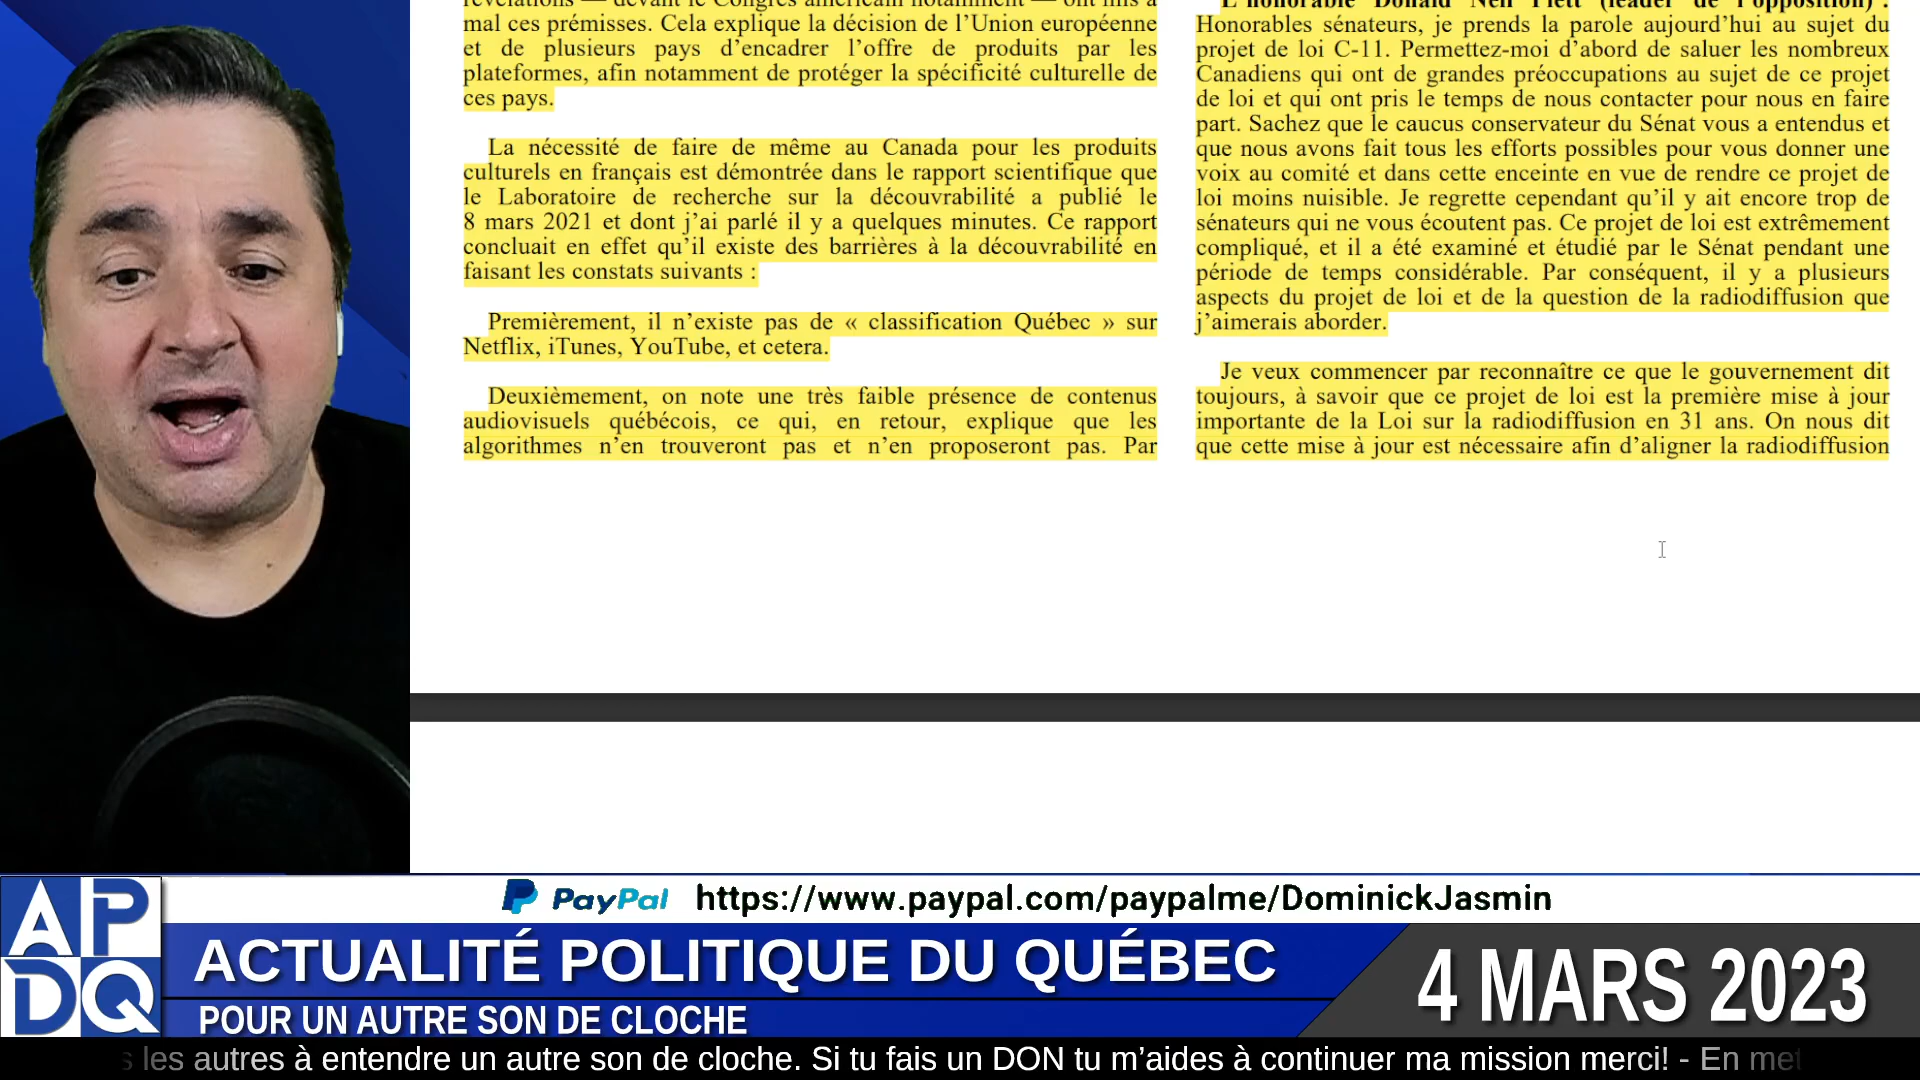 révélations — devant le Congrès américain notamment — ont mis à
mal ces prémisses. Cela explique la décision de l’Union européenne
et de plusieurs pays d’encadrer l’offre de produits par les
plateformes, afin notamment de protéger la spécificité culturelle de
ces pays.
La nécessité de faire de même au Canada pour les produits
culturels en français est démontrée dans le rapport scientifique que
le Laboratoire de recherche sur la découvrabilité a publié le
8 mars 2021 et dont j’ai parlé il y a quelques minutes. Ce rapport
concluait en effet qu’il existe des barrières à la découvrabilité en
faisant les constats suivants :
Premièrement, il n’existe pas de « classification Québec » sur
Netflix, iTunes, YouTube, et cetera.
Deuxièmement, on note une très faible présence de contenus
audiovisuels québécois, ce qui, en retour, explique que les
algorithmes n’en trouveront pas et n’en proposeront pas. Par
L’honorable Donald Neil Plett (leader de l’opposition) :
Honorables sénateurs, je prends la parole aujourd’hui au sujet du
projet de loi C-11. Permettez-moi d’abord de saluer les nombreux
Canadiens qui ont de grandes préoccupations au sujet de ce projet
de loi et qui ont pris le temps de nous contacter pour nous en faire
part. Sachez que le caucus conservateur du Sénat vous a entendus et
que nous avons fait tous les efforts possibles pour vous donner une
voix au comité et dans cette enceinte en vue de rendre ce projet de
loi moins nuisible. Je regrette cependant qu’il y ait encore trop de
sénateurs qui ne vous écoutent pas. Ce projet de loi est extrêmement
compliqué, et il a été examiné et étudié par le Sénat pendant une
période de temps considérable. Par conséquent, il y a plusieurs
aspects du projet de loi et de la question de la radiodiffusion que
j’aimerais aborder.
Je veux commencer par reconnaître ce que le gouvernement dit
toujours, à savoir que ce projet de loi est la première mise à jour
importante de la Loi sur la radiodiffusion en 31 ans. On nous dit
que cette mise à jour est nécessaire afin d’aligner la radiodiffusion
PayPal https://www.paypal.com/paypalme/DominickJasmin
AP
DQ
ACTUALITÉ POLITIQUE DU QUÉBEC
POUR UN AUTRE SON DE CLOCHE
4 MARS 2023
s les autres à entendre un autre son de cloche. Si tu fais un DON tu m’aides à continuer ma mission merci! - En met